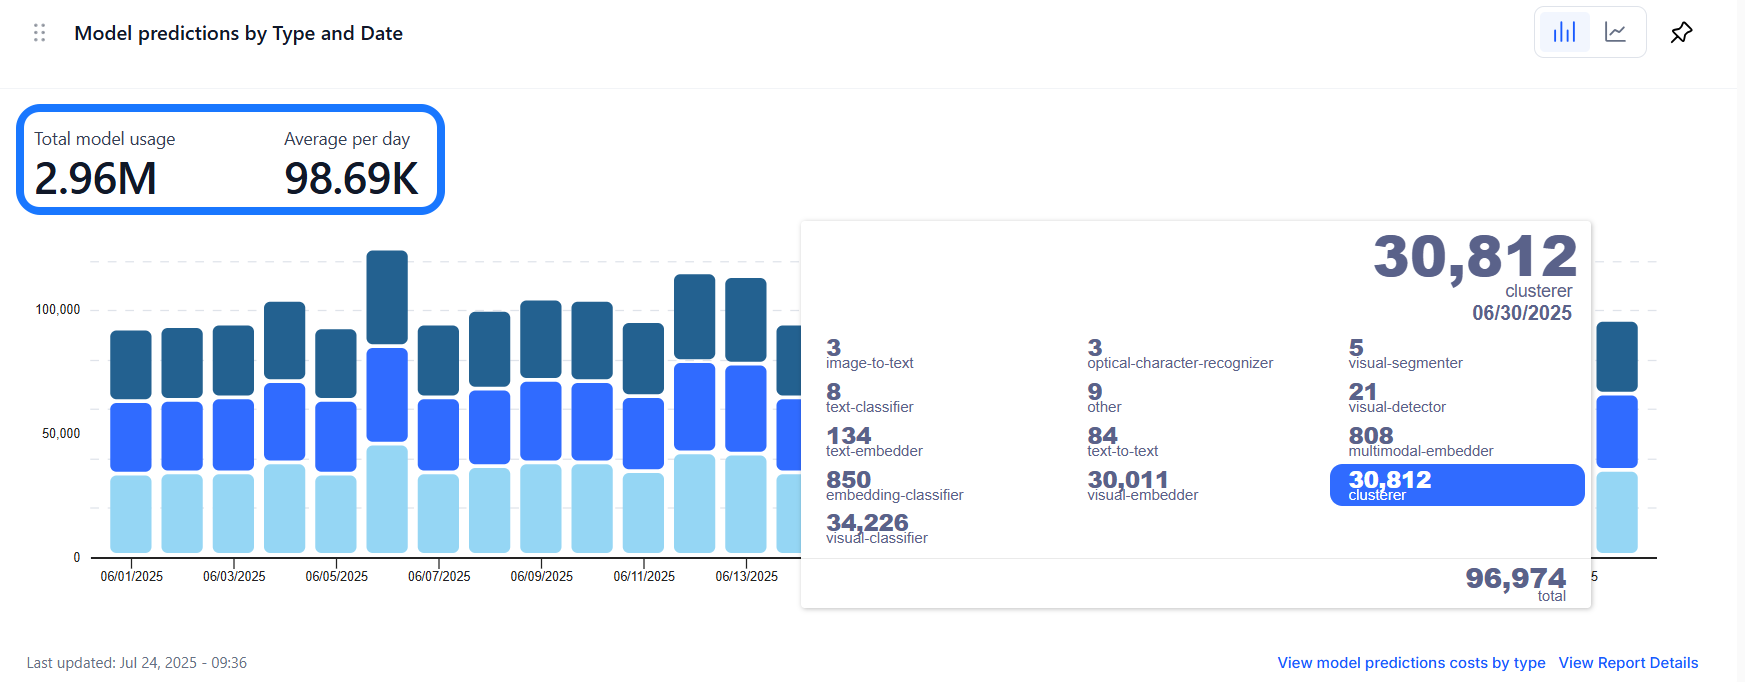 Model predictions by Type and Date
Total model usage
Average per day
2.96M
98.69K
30,812
clusterer
06/30/2025
3
image-to-text
3
optical-character-recognizer
5
visual-segmenter
8
text-classifier
9
other
21
visual-detector
134
text-embedder
84
text-to-text
808
multimodal-embedder
850
embedding-classifier
30,011
visual-embedder
30,812
clusterer
34,226
visual-classifier
96,974
total
100,000
50,000
0
06/01/2025
06/03/2025
06/05/2025
06/07/2025
06/09/2025
06/11/2025
06/13/2025
5
Last updated: Jul 24, 2025 - 09:36
View model predictions costs by type
View Report Details